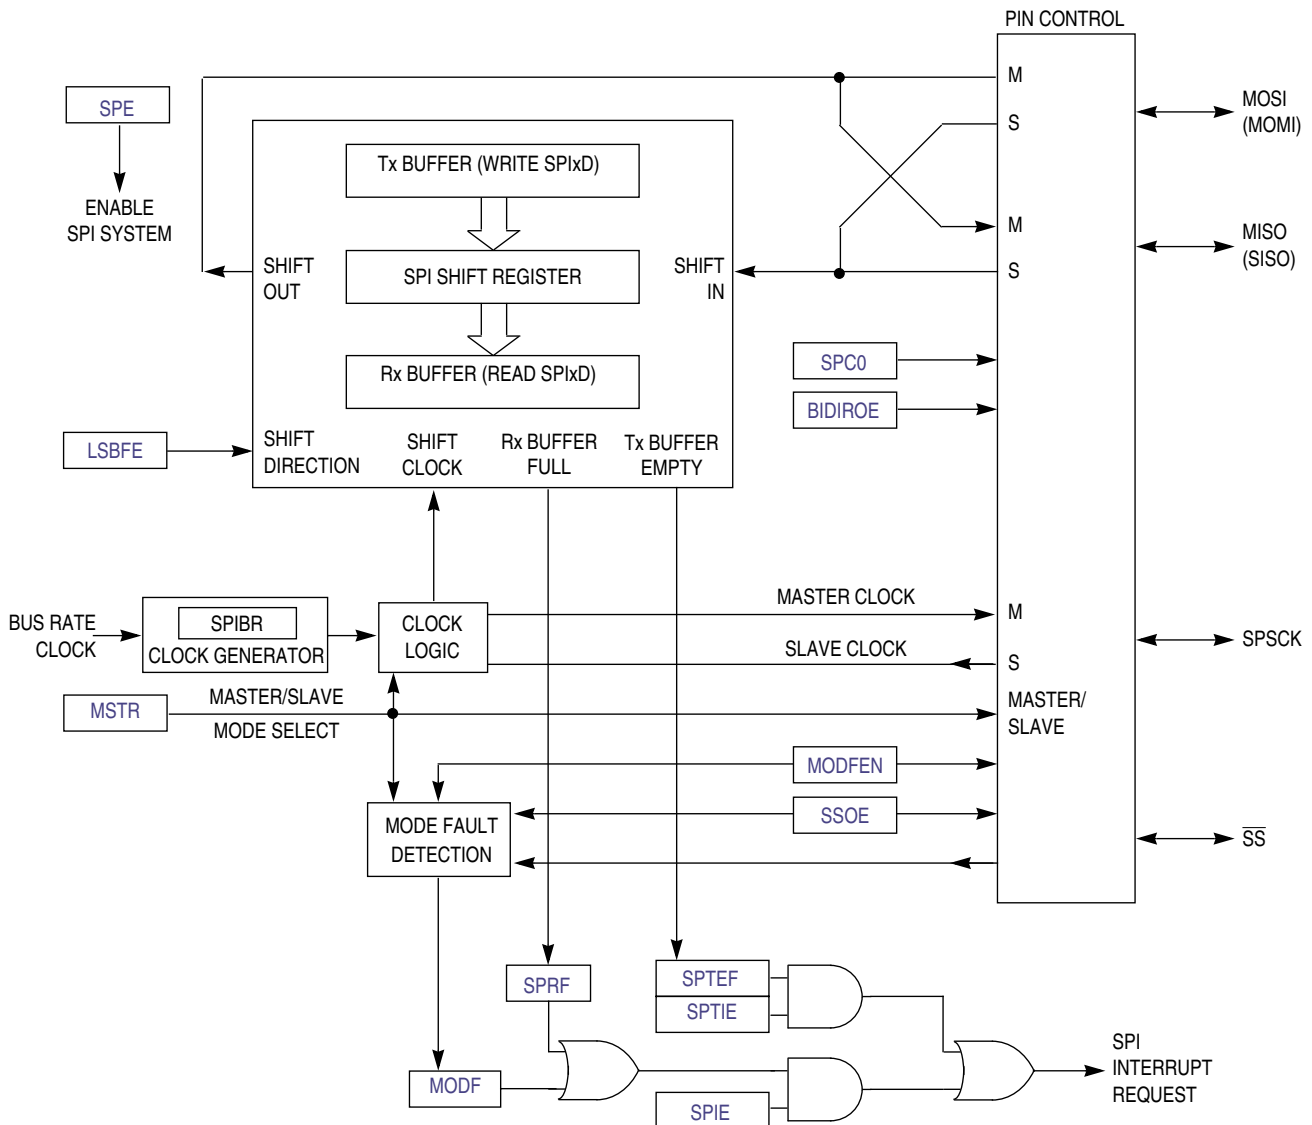 PIN CONTROL
M
MOSI
(MOMI)
SPE
S
Tx BUFFER (WRITE SPIxD)
ENABLE
SPI SYSTEM
M
MISO
(SISO)
SHIFT
OUT
SPI SHIFT REGISTER
SHIFT
IN
S
Rx BUFFER (READ SPIxD)
SPC0
BIDIROE
LSBFE
SHIFT
DIRECTION
SHIFT
CLOCK
Rx BUFFER
FULL
Tx BUFFER
EMPTY
BUS RATE
CLOCK
SPIBR
CLOCK GENERATOR
CLOCK
LOGIC
MASTER CLOCK
M
SLAVE CLOCK
S
SPSCK
MSTR
MASTER/SLAVE
MODE SELECT
MASTER/
SLAVE
MODFEN
SSOE
MODE FAULT
DETECTION
SS
SPRF
SPTEF
SPTIE
SPI
INTERRUPT
REQUEST
MODF
SPIE